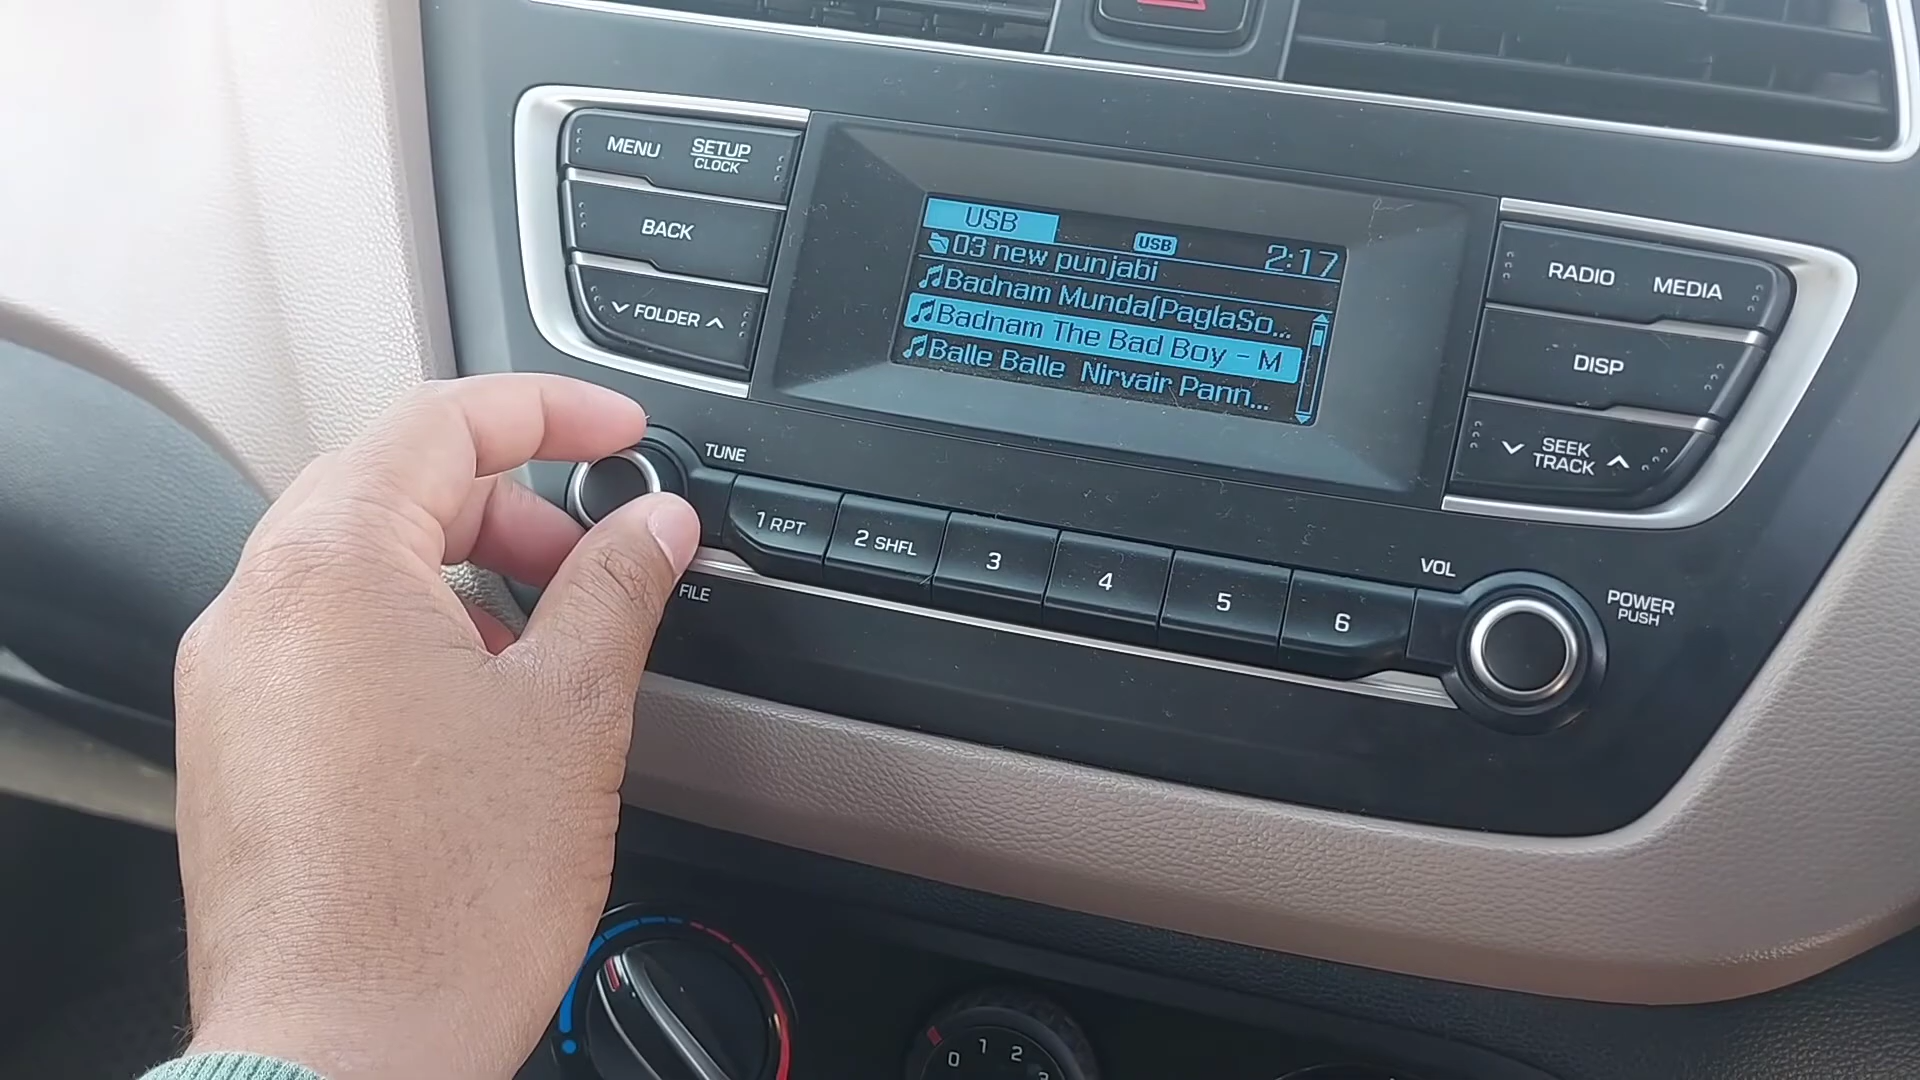 MENU SETUP
CLOCK
BACK
FOLDER
USB
USB
2:17
03 new punjabi
Badnam Munda(PaglaSo...
Badnam The Bad Boy - M
Balle Balle Nirvair Pann...
RADIO MEDIA
DISP
SEEK
TRACK
TUNE
FILE
1 RPT
2 SHFL
3
4
5
6
VOL
POWER
PUSH
0 1 2 3